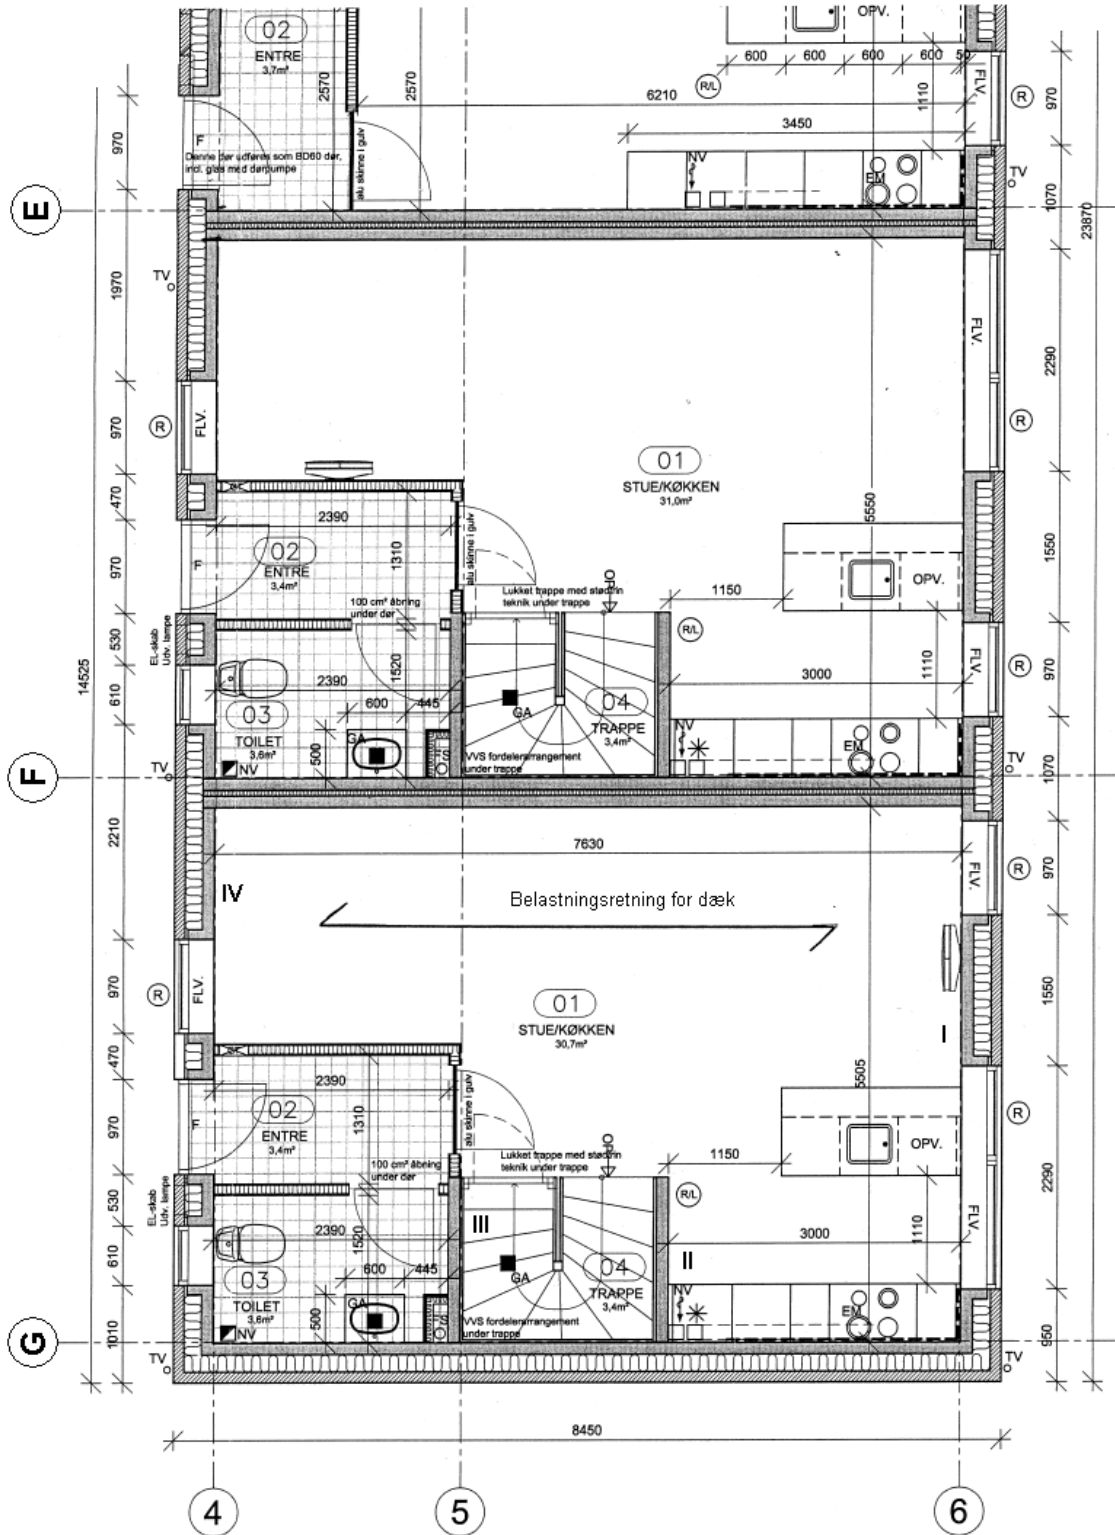 02
ENTRE
3,7m²
2570
2570
OPV.
600
600
600
600
50
FLV.
R/L
6210
1110
R
970
3450
970
F
Denne dør udføres som BD60 dør,
incl. glas med dørpumpe
alu skinne i gulv
NV
EM
TV
1070
E
23870
TV
1970
FLV.
2290
R
970
FLV.
R
01
STUE/KØKKEN
31,0m²
5550
470
2390
02
ENTRE
3,4m²
1310
alu skinne i gulv
970
F
1550
OPV.
OP
Lukket trappe med stødtrin
teknik under trappe
1150
100 cm² åbning
under dør
R/L
530
EL-skab
Udv. lampe
1520
2390
14525
610
03
TOILET
3,6m²
600
445
GA
500
NV
FS
GA
04
TRAPPE
3,4m²
VVS fordelerarrangement
under trappe
3000
1110
FLV.
R
970
NV
EM
TV
F
TV
1070
2210
7630
FLV.
R
970
IV
Belastningsretning for dæk
970
FLV.
R
01
STUE/KØKKEN
30,7m²
1550
I
5505
470
2390
02
ENTRE
3,4m²
1310
alu skinne i gulv
970
F
R
OPV.
OP
Lukket trappe med stødtrin
teknik under trappe
1150
100 cm² åbning
under dør
R/L
2290
530
EL-skab
Udv. lampe
1520
2390
III
II
FLV.
610
03
TOILET
3,6m²
600
445
GA
500
NV
GA
04
TRAPPE
3,4m²
VVS fordelerarrangement
under trappe
3000
1110
NV
EM
G
1010
TV
TV
950
8450
4
5
6